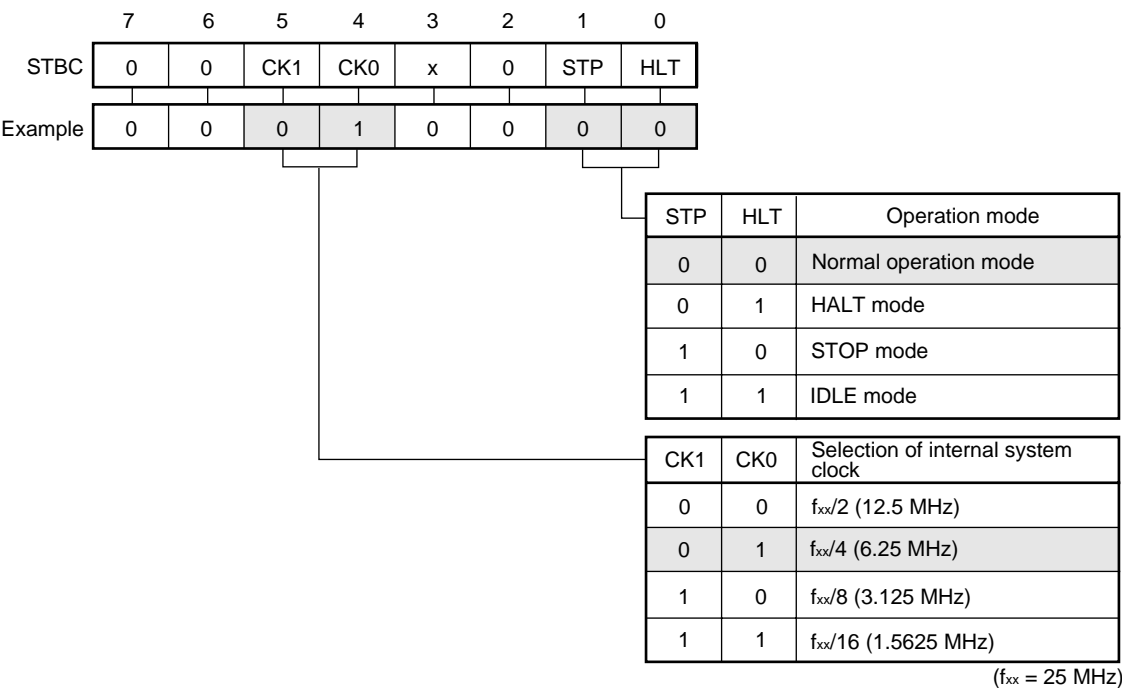 7 6 5 4 3 2 1 0
STBC 0 0 CK1 CK0 x 0 STP HLT
Example 0 0 0 1 0 0 0 0
STP HLT Operation mode
0 0 Normal operation mode
0 1 HALT mode
1 0 STOP mode
1 1 IDLE mode
CK1 CK0 Selection of internal system
clock
0 0 fxx/2 (12.5 MHz)
0 1 fxx/4 (6.25 MHz)
1 0 fxx/8 (3.125 MHz)
1 1 fxx/16 (1.5625 MHz)
(fxx = 25 MHz)